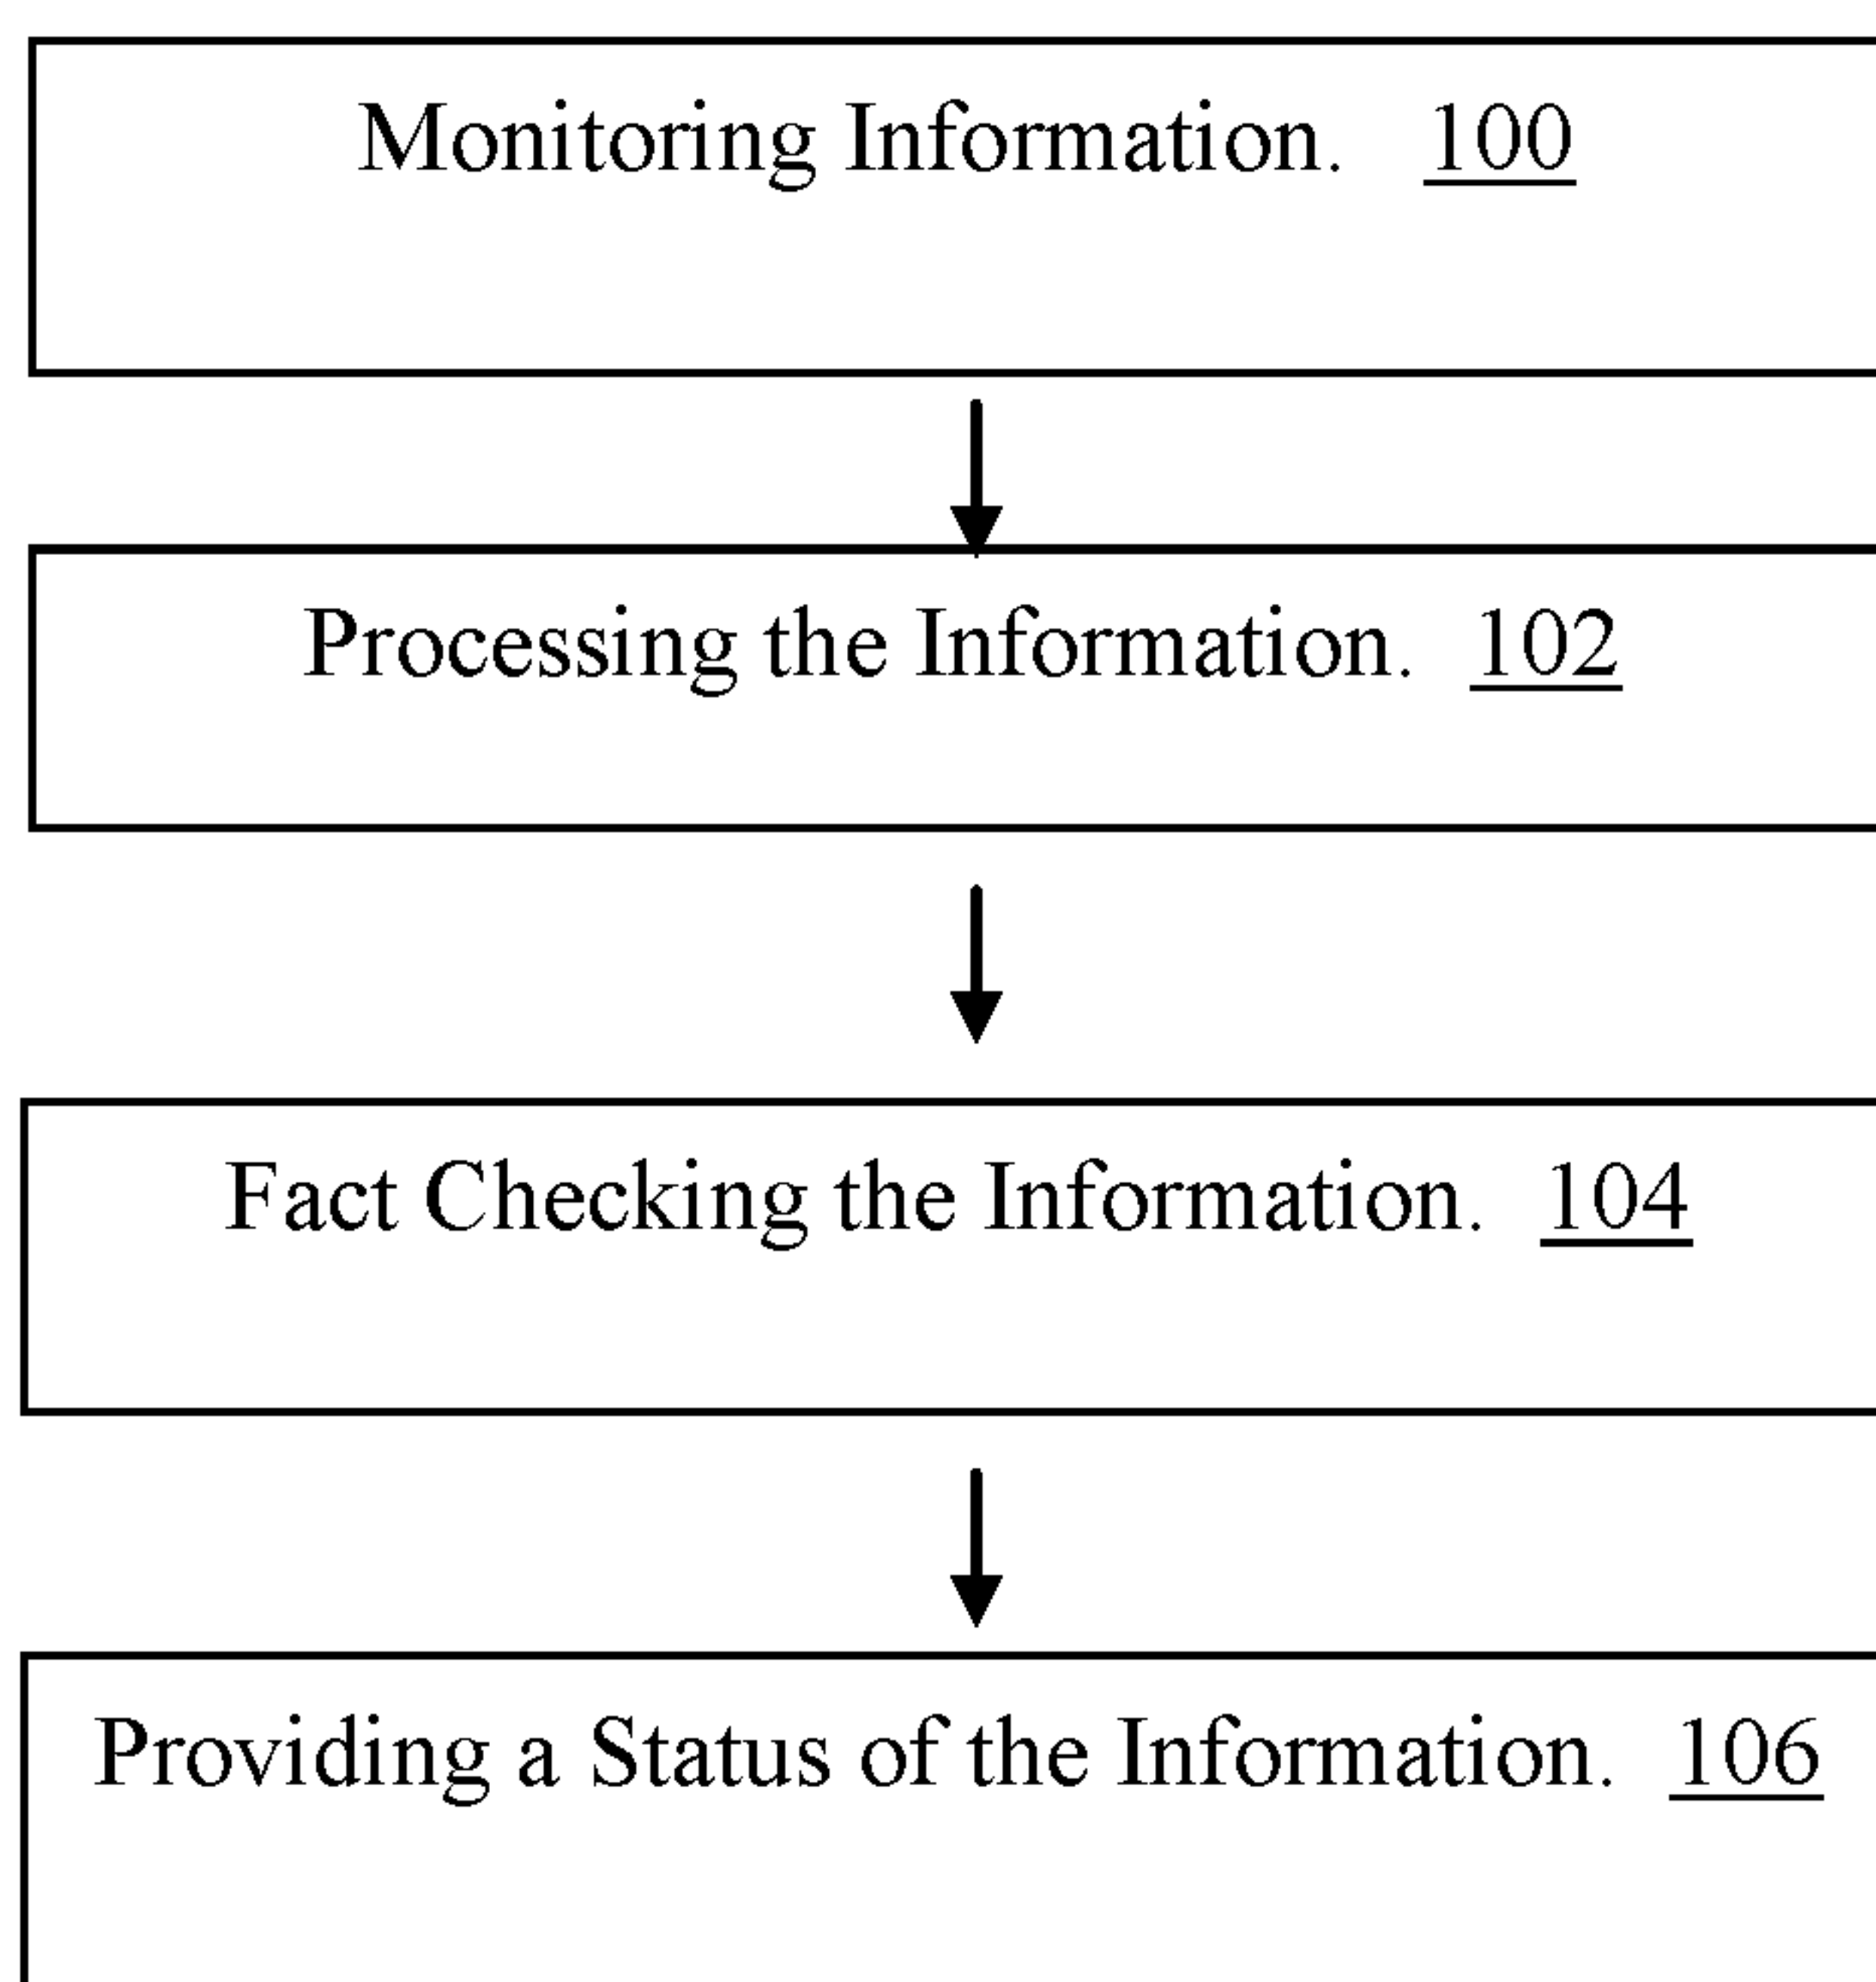 Monitoring Information. 100
Processing the Information. 102
Fact Checking the Information. 104
Providing a Status of the Information. 106